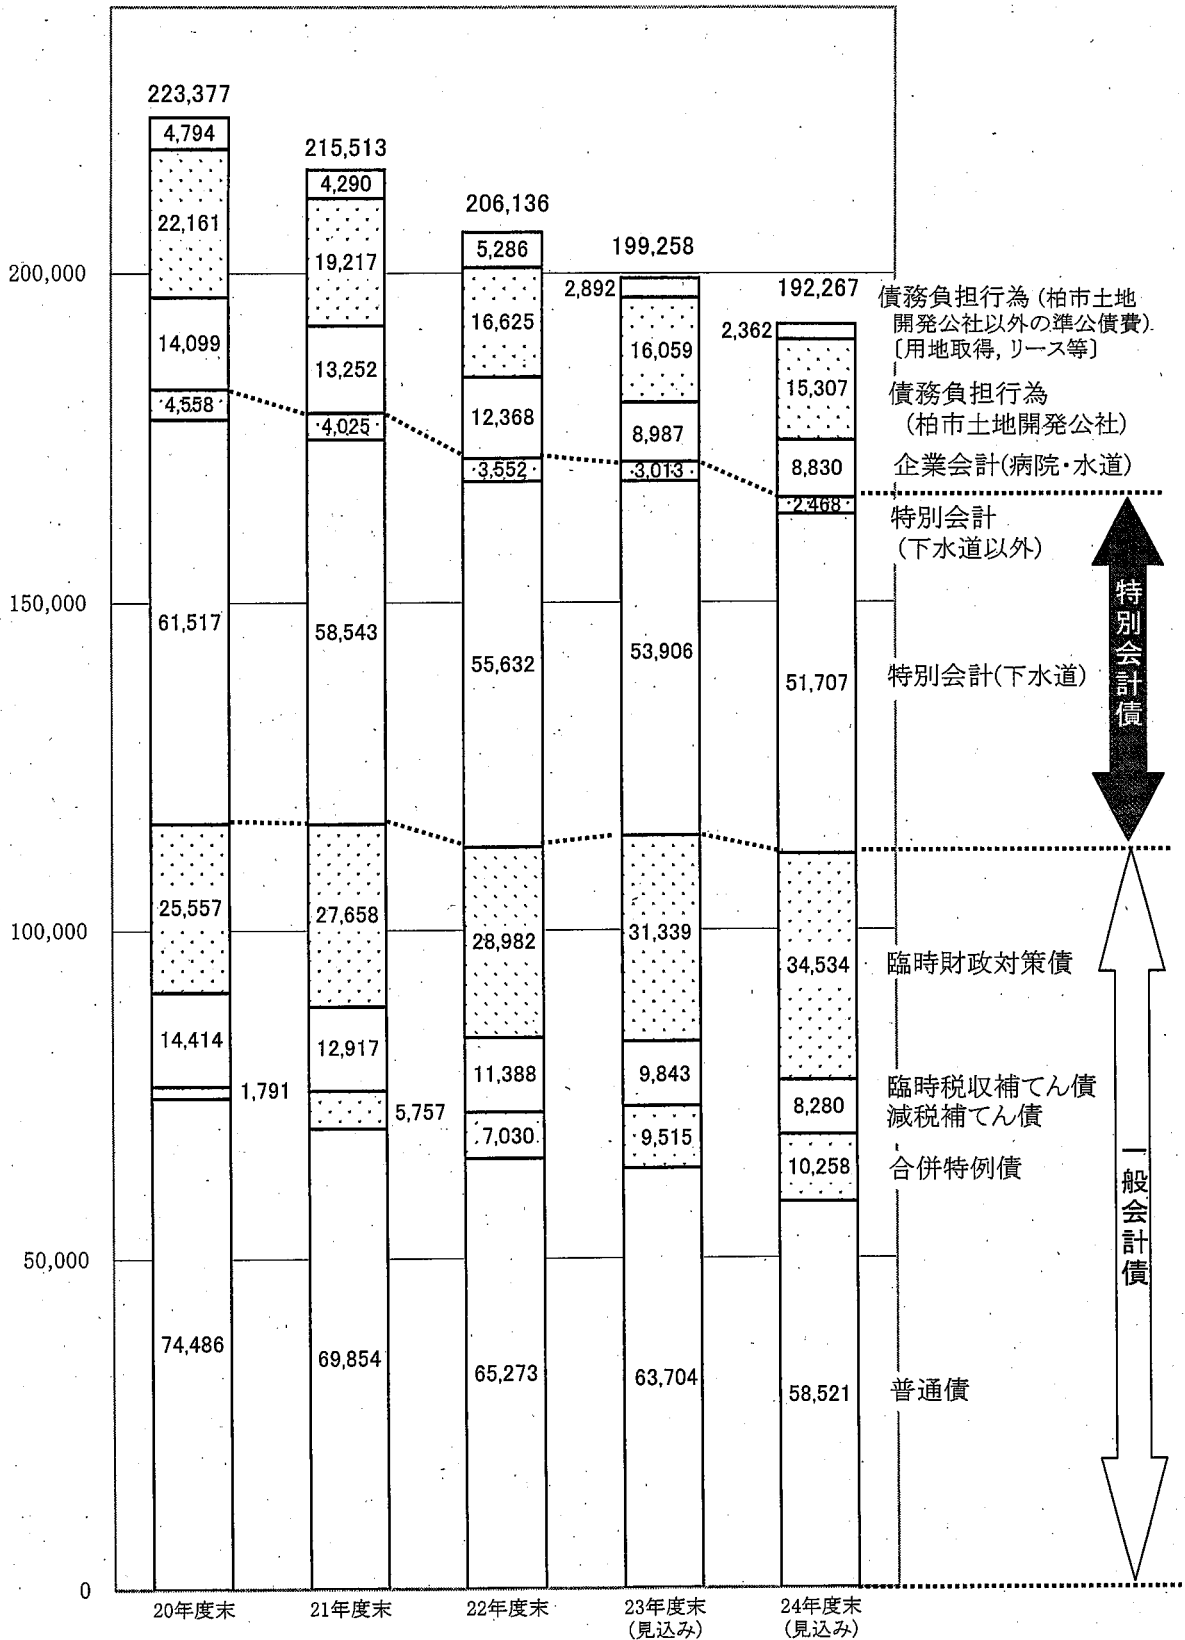 223,377
4,794
22,161
14,099
4,558
61,517
25,557
14,414
1,791
74,486
215,513
4,290
19,217
13,252
4,025
58,543
27,658
12,917
5,757
69,854
206,136
5,286
16,625
12,368
3,552
55,632
28,982
11,388
7,030
65,273
199,258
2,892
16,059
8,987
3,013
53,906
31,339
9,843
9,515
63,704
192,267
2,362
15,307
8,830
2,468
51,707
34,534
8,280
10,258
58,521
200,000
150,000
100,000
50,000
0
20年度末
21年度末
22年度末
23年度末
(見込み)
24年度末
(見込み)
債務負担行為(柏市土地
開発公社以外の準公債費)
〔用地取得,リース等〕
債務負担行為
(柏市土地開発公社)
企業会計(病院・水道)
特別会計
(下水道以外)
特別会計(下水道)
臨時財政対策債
臨時税収補てん債
減税補てん債
合併特例債
普通債
特別会計債
一般会計債